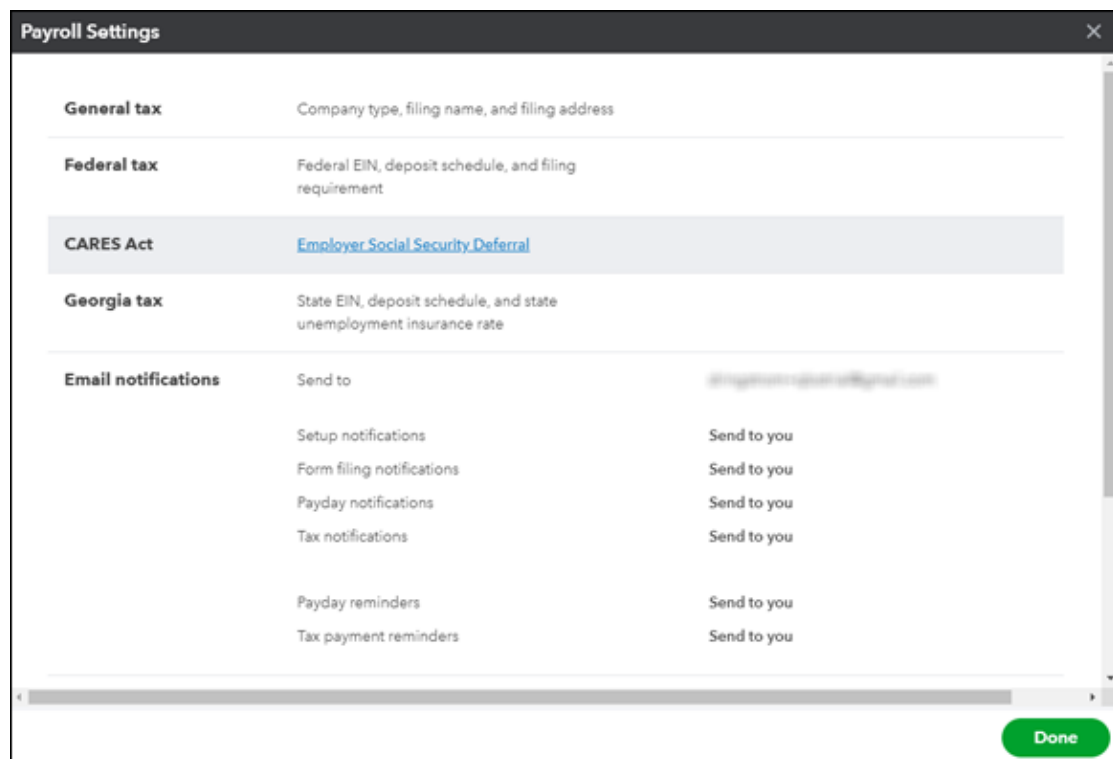 Payroll Settings
General tax Company type, filing name, and filing address
Federal tax Federal EIN, deposit schedule, and filing
requirement
CARES Act Employer Social Security Deferral
Georgia tax State EIN, deposit schedule, and state
unemployment insurance rate
Email notifications Send to
Setup notifications Send to you
Form filing notifications Send to you
Payday notifications Send to you
Tax notifications Send to you
Payday reminders Send to you
Tax payment reminders Send to you
Done